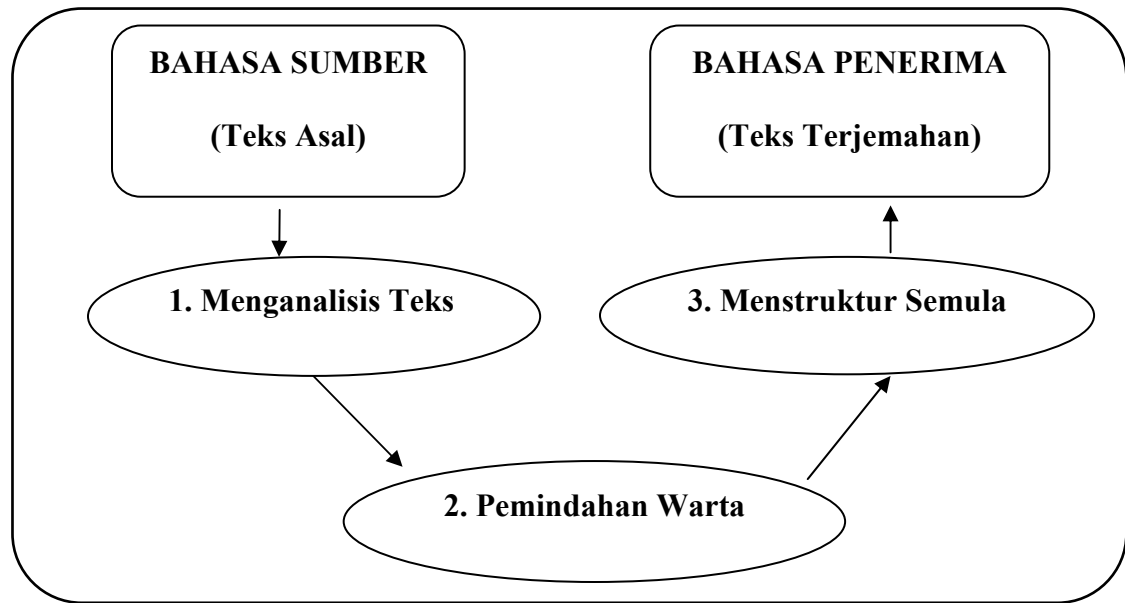 BAHASA SUMBER
(Teks Asal)
BAHASA PENERIMA
(Teks Terjemahan)
1. Menganalisis Teks
3. Menstruktur Semula
2. Pemindahan Warta